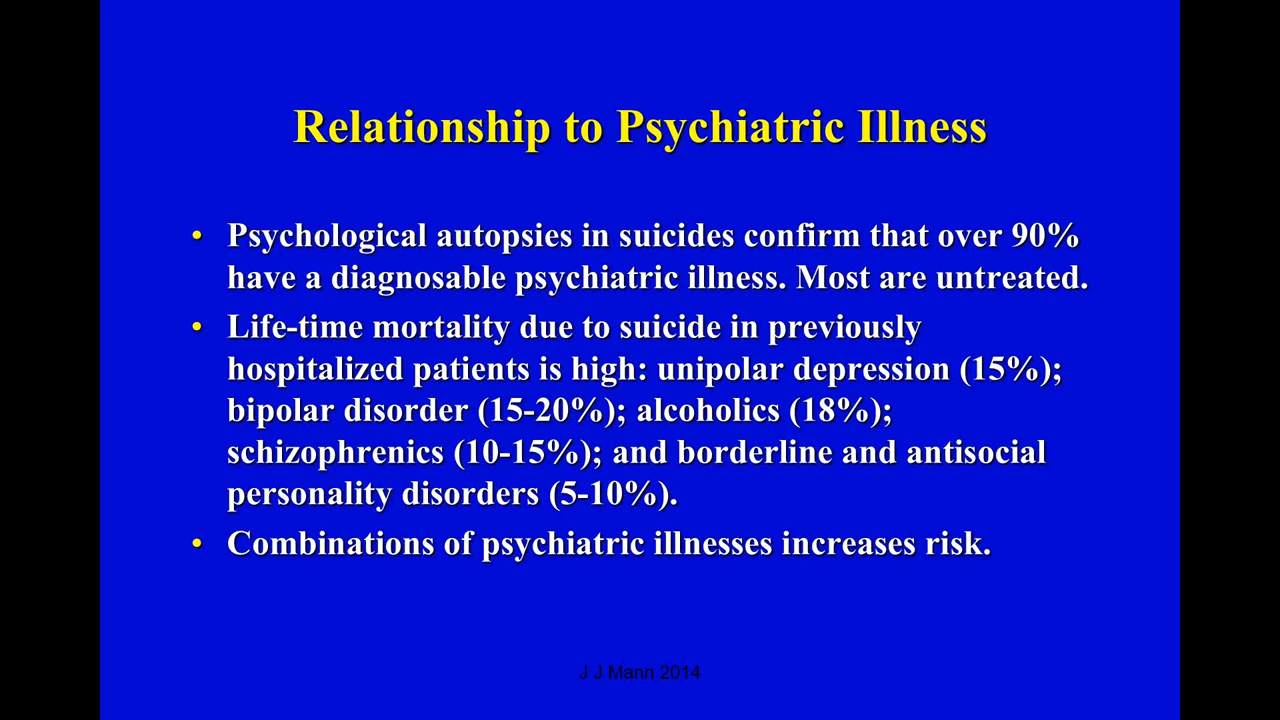 Relationship to Psychiatric Illness
• Psychological autopsies in suicides confirm that over 90%
have a diagnosable psychiatric illness. Most are untreated.
• Life-time mortality due to suicide in previously
hospitalized patients is high: unipolar depression (15%);
bipolar disorder (15-20%); alcoholics (18%);
schizophrenics (10-15%); and borderline and antisocial
personality disorders (5-10%).
• Combinations of psychiatric illnesses increases risk.
J J Mann 2014